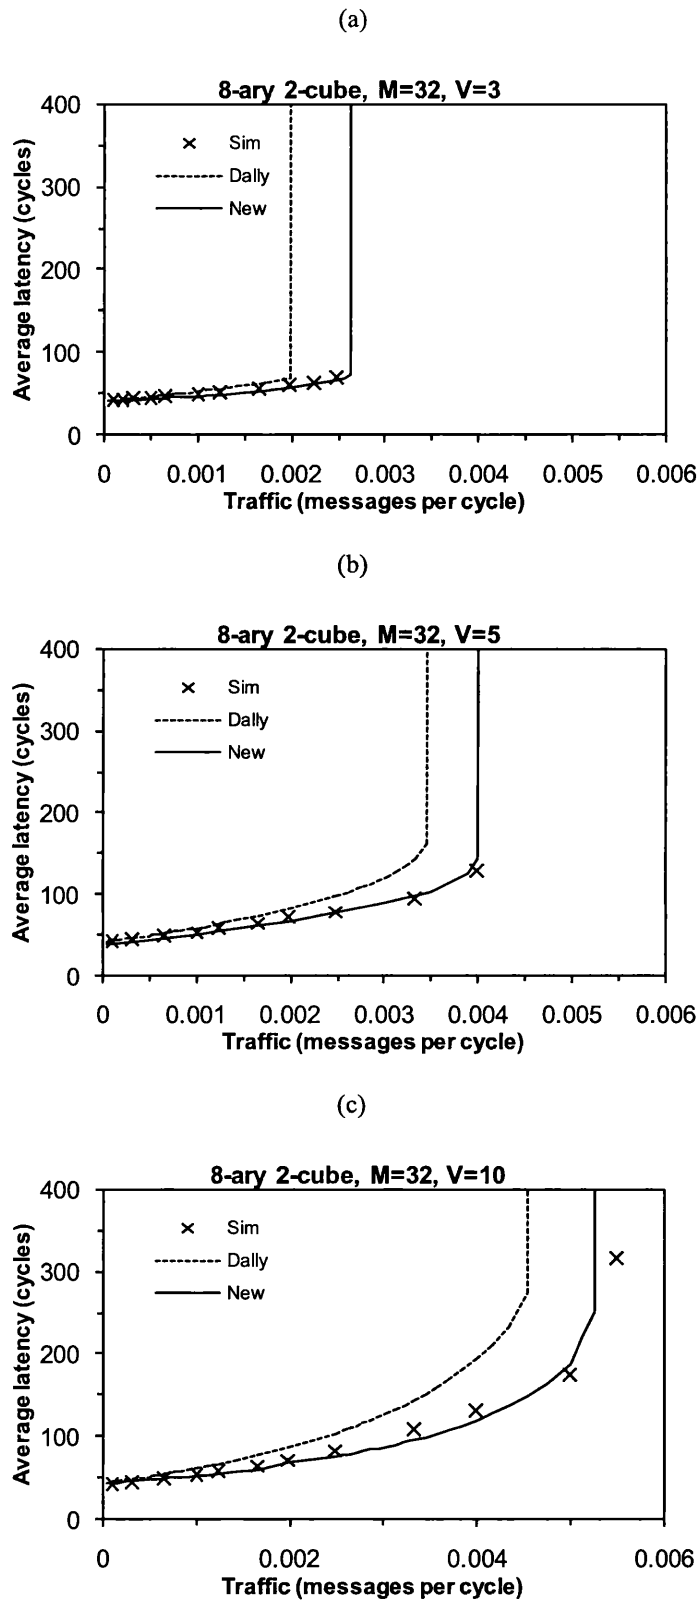 (a)
8-ary 2-cube, M=32, V=3
Average latency (cycles)
400
300
200
100
0
Sim
Dally
New
0 0.001 0.002 0.003 0.004 0.005 0.006
Traffic (messages per cycle)
(b)
8-ary 2-cube, M=32, V=5
Average latency (cycles)
400
300
200
100
0
Sim
Dally
New
0 0.001 0.002 0.003 0.004 0.005 0.006
Traffic (messages per cycle)
(c)
8-ary 2-cube, M=32, V=10
Average latency (cycles)
400
300
200
100
0
Sim
Dally
New
0 0.002 0.004 0.006
Traffic (messages per cycle)